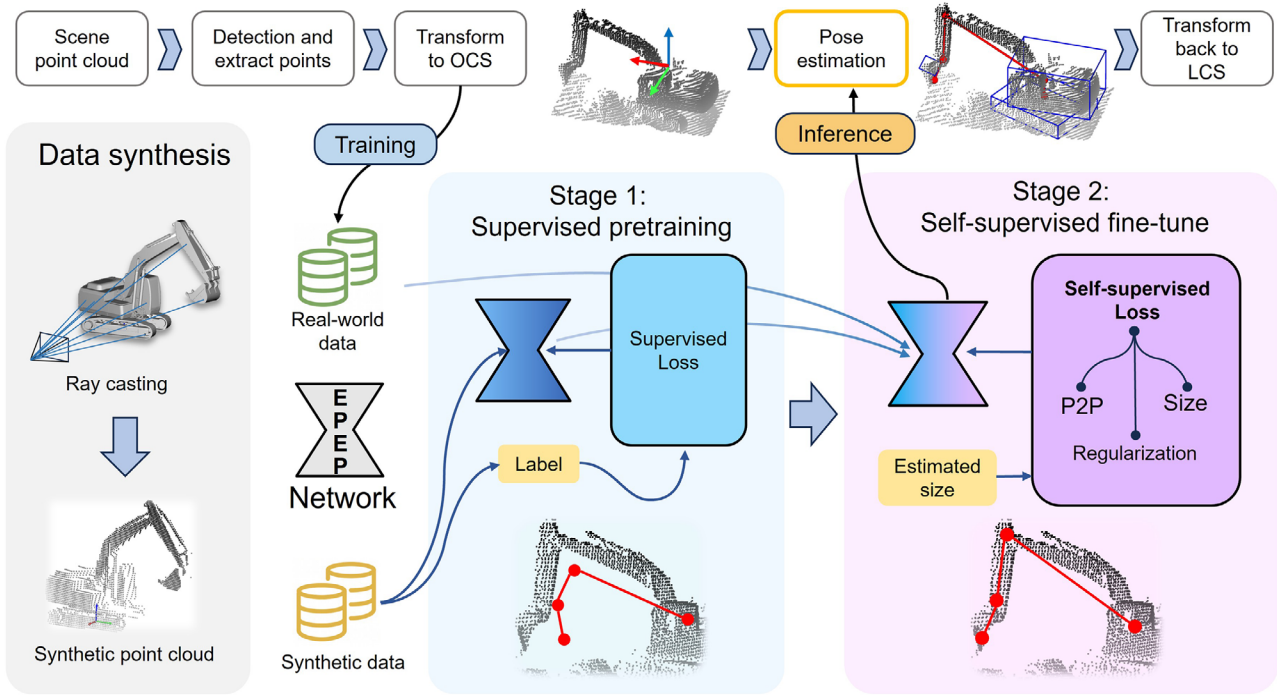 Scene
point cloud
Detection and
extract points
Transform
to OCS
Pose
estimation
Transform
back to
LCS
Training
Inference
Data synthesis
Ray casting
Synthetic point cloud
Real-world
data
E
P
E
P
Network
Synthetic data
Stage 1:
Supervised pretraining
Supervised
Loss
Label
Stage 2:
Self-supervised fine-tune
Self-supervised
Loss
P2P
Size
Regularization
Estimated
size